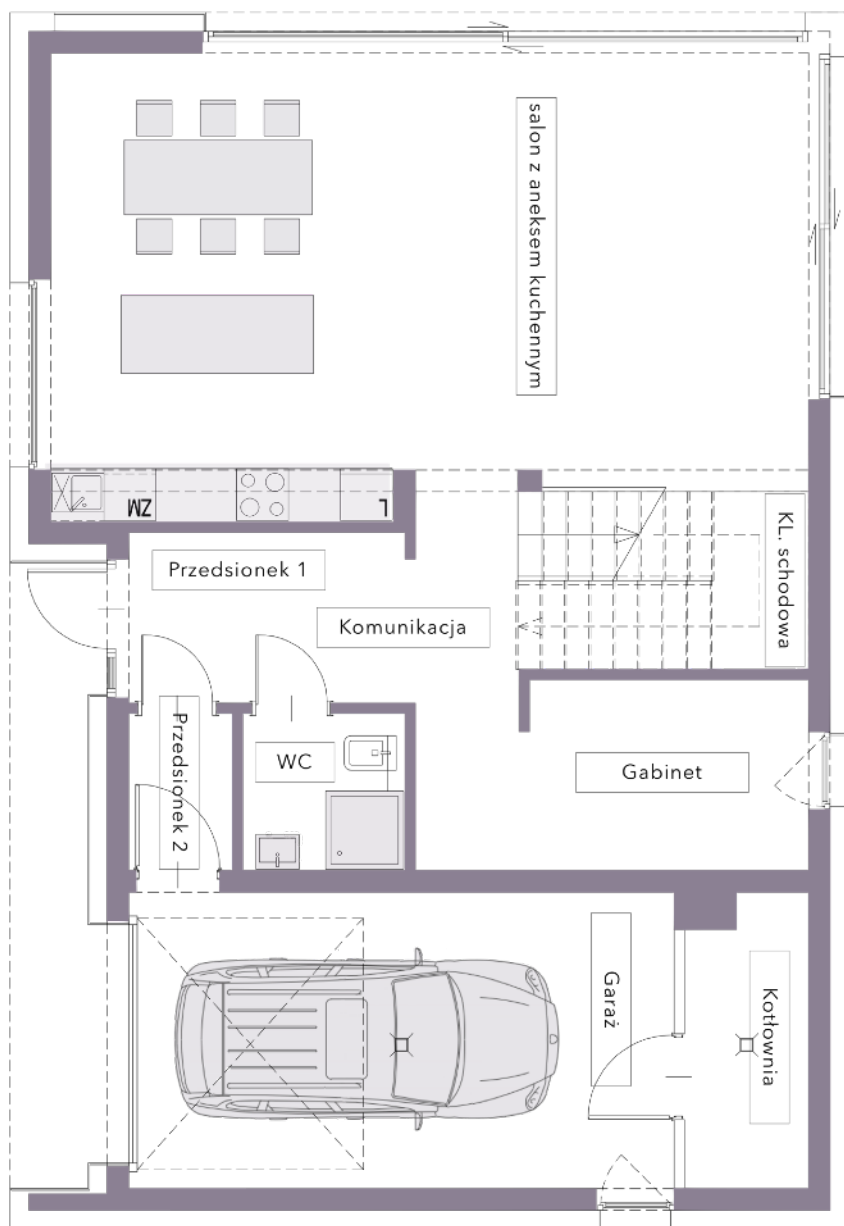 salon z aneksem kuchennym
ZM
L
KL. schodowa
Przedsionek 1
Komunikacja
Przedsionek 2
WC
Gabinet
Garaż
Kotłownia